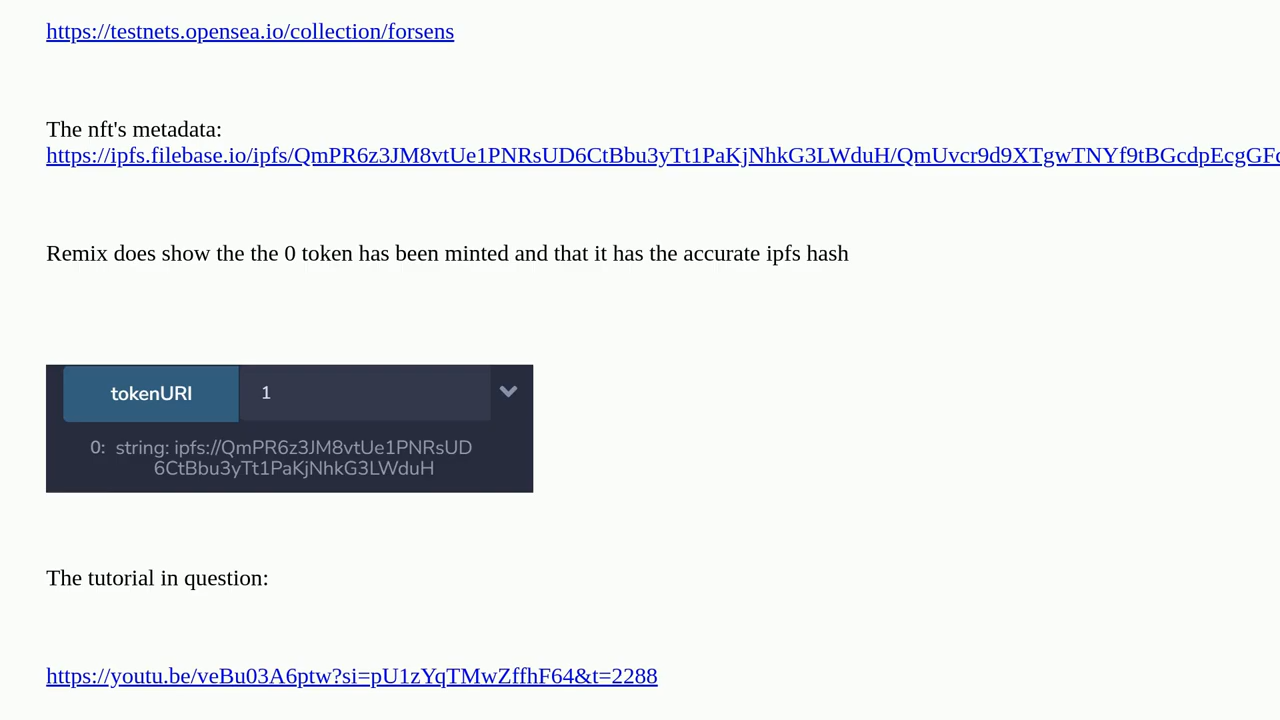 https://testnets.opensea.io/collection/forsens
The nft's metadata:
https://ipfs.filebase.io/ipfs/QmPR6z3JM8vtUe1PNRsUD6CtBbu3yTt1PaKjNhkG3LWduH/QmUvcr9d9XTgwTNYf9tBGcdpEcgGFc
Remix does show the the 0 token has been minted and that it has the accurate ipfs hash
tokenURI 1
0: string: ipfs://QmPR6z3JM8vtUe1PNRsUD
6CtBbu3yTt1PaKjNhkG3LWduH
The tutorial in question:
https://youtu.be/veBu03A6ptw?si=pU1zYqTMwZffhF64&t=2288